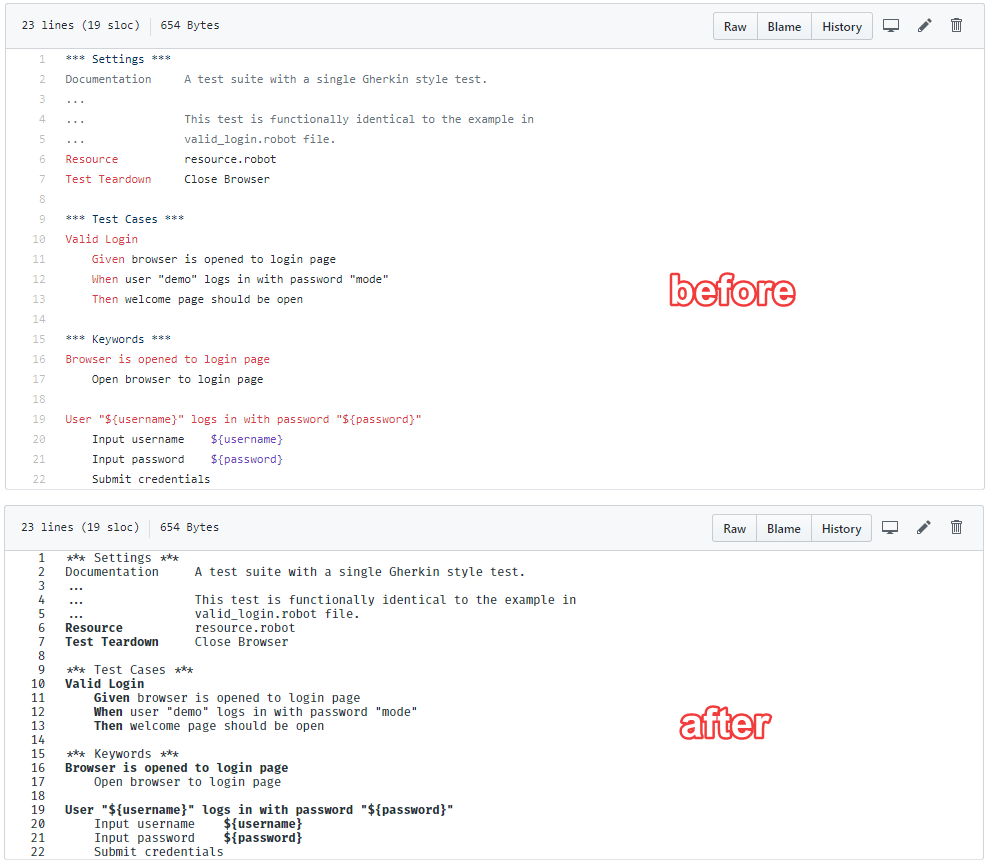 23 lines (19 sloc) 654 Bytes Raw Blame History
1 *** Settings ***
2 Documentation A test suite with a single Gherkin style test.
3 ...
4 ... This test is functionally identical to the example in
5 ... valid_login.robot file.
6 Resource resource.robot
7 Test Teardown Close Browser
8
9 *** Test Cases ***
10 Valid Login
11 Given browser is opened to login page
12 When user "demo" logs in with password "mode"
13 Then welcome page should be open
before
14
15 *** Keywords ***
16 Browser is opened to login page
17 Open browser to login page
18
19 User "${username}" logs in with password "${password}"
20 Input username ${username}
21 Input password ${password}
22 Submit credentials
23 lines (19 sloc) 654 Bytes Raw Blame History
1 *** Settings ***
2 Documentation A test suite with a single Gherkin style test.
3 ...
4 ... This test is functionally identical to the example in
5 ... valid_login.robot file.
6 Resource resource.robot
7 Test Teardown Close Browser
8
9 *** Test Cases ***
10 Valid Login
11 Given browser is opened to login page
12 When user "demo" logs in with password "mode"
13 Then welcome page should be open
after
14
15 *** Keywords ***
16 Browser is opened to login page
17 Open browser to login page
18
19 User "${username}" logs in with password "${password}"
20 Input username ${username}
21 Input password ${password}
22 Submit credentials